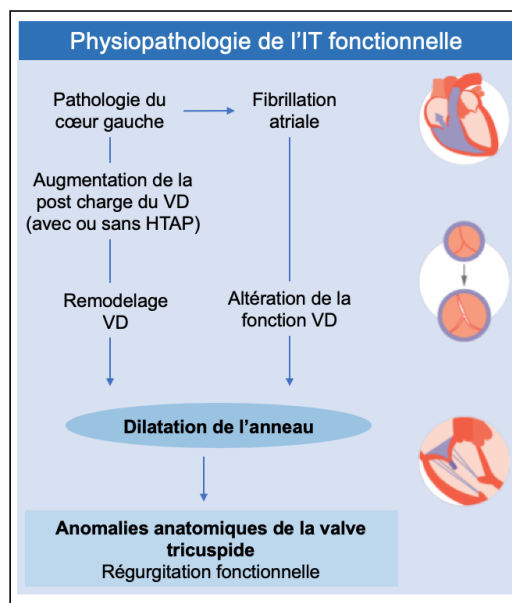 Physiopathologie de l'IT fonctionnelle
Pathologie du
cœur gauche
Fibrillation
atriale
Augmentation de la
post charge du VD
(avec ou sans HTAP)
Remodelage
VD
Altération de la
fonction VD
Dilatation de l'anneau
Anomalies anatomiques de la valve
tricuspide
Régurgitation fonctionnelle